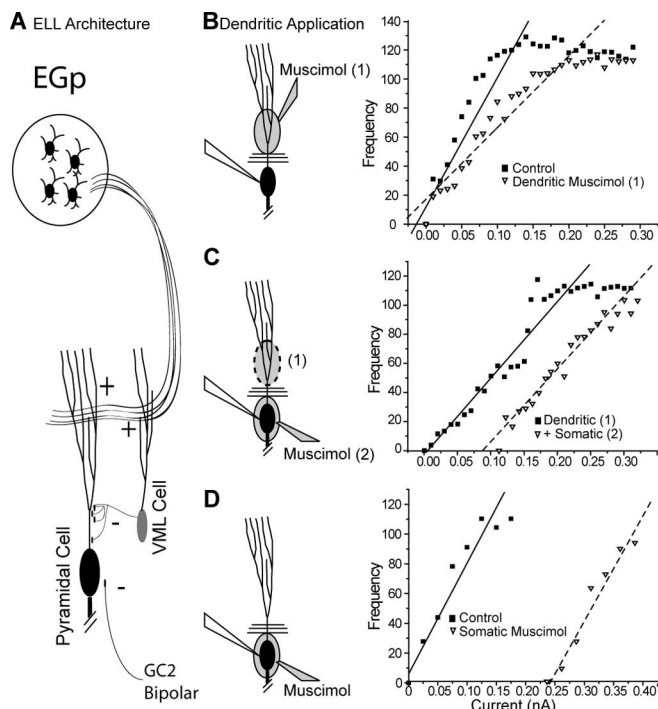 A ELL Architecture
EGp
+
+
-
-
Pyramidal Cell
VML Cell
GC2
Bipolar
B Dendritic Application
Muscimol (1)
Frequency
140
120
100
80
60
40
20
0
0.00 0.05 0.10 0.15 0.20 0.25 0.30
Control
Dendritic Muscimol (1)
C
(1)
Muscimol (2)
Frequency
120
100
80
60
40
20
0
0.00 0.05 0.10 0.15 0.20 0.25 0.30
Dendritic (1)
+ Somatic (2)
D
Muscimol
Frequency
120
100
80
60
40
20
0
0 0.05 0.10 0.15 0.20 0.25 0.30 0.35 0.40
Control
Somatic Muscimol
Current (nA)